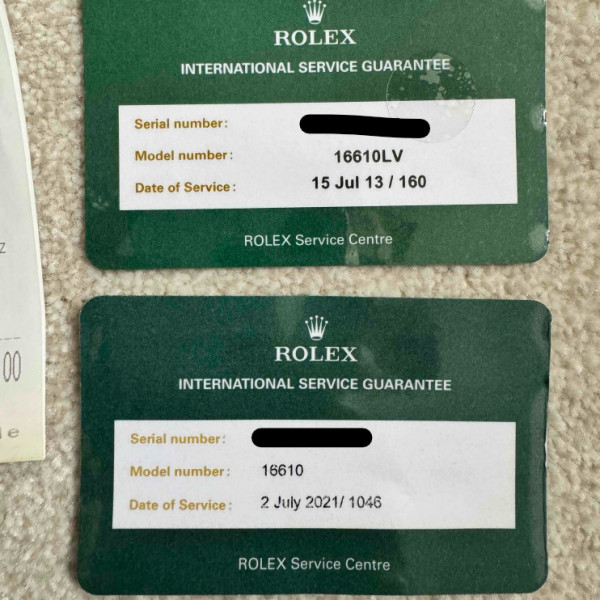 ROLEX
INTERNATIONAL SERVICE GUARANTEE
Serial number:
Model number: 16610LV
Date of Service: 15 Jul 13 / 160
ROLEX Service Centre
z
00
le
ROLEX
INTERNATIONAL SERVICE GUARANTEE
Serial number:
Model number: 16610
Date of Service: 2 July 2021/ 1046
ROLEX Service Centre